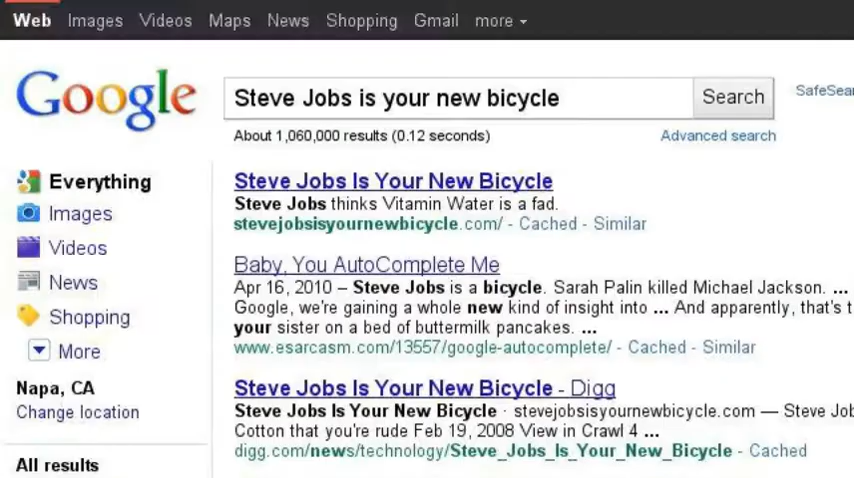 Web Images Videos Maps News Shopping Gmail more
Google
Steve Jobs is your new bicycle
Search
SafeSear
About 1,060,000 results (0.12 seconds)
Advanced search
Everything
Images
Videos
News
Shopping
More
Napa, CA
Change location
All results
Steve Jobs Is Your New Bicycle
Steve Jobs thinks Vitamin Water is a fad.
stevejobsisyournewbicycle.com/ - Cached - Similar
Baby, You AutoComplete Me
Apr 16, 2010 – Steve Jobs is a bicycle. Sarah Palin killed Michael Jackson. ...
Google, we're gaining a whole new kind of insight into ... And apparently, that's t
your sister on a bed of buttermilk pancakes. ...
www.esarcasm.com/13557/google-autocomplete/ - Cached - Similar
Steve Jobs Is Your New Bicycle - Digg
Steve Jobs Is Your New Bicycle · stevejobsisyournewbicycle.com — Steve Job
Cotton that you're rude Feb 19, 2008 View in Crawl 4 ...
digg.com/news/technology/Steve_Jobs_Is_Your_New_Bicycle - Cached